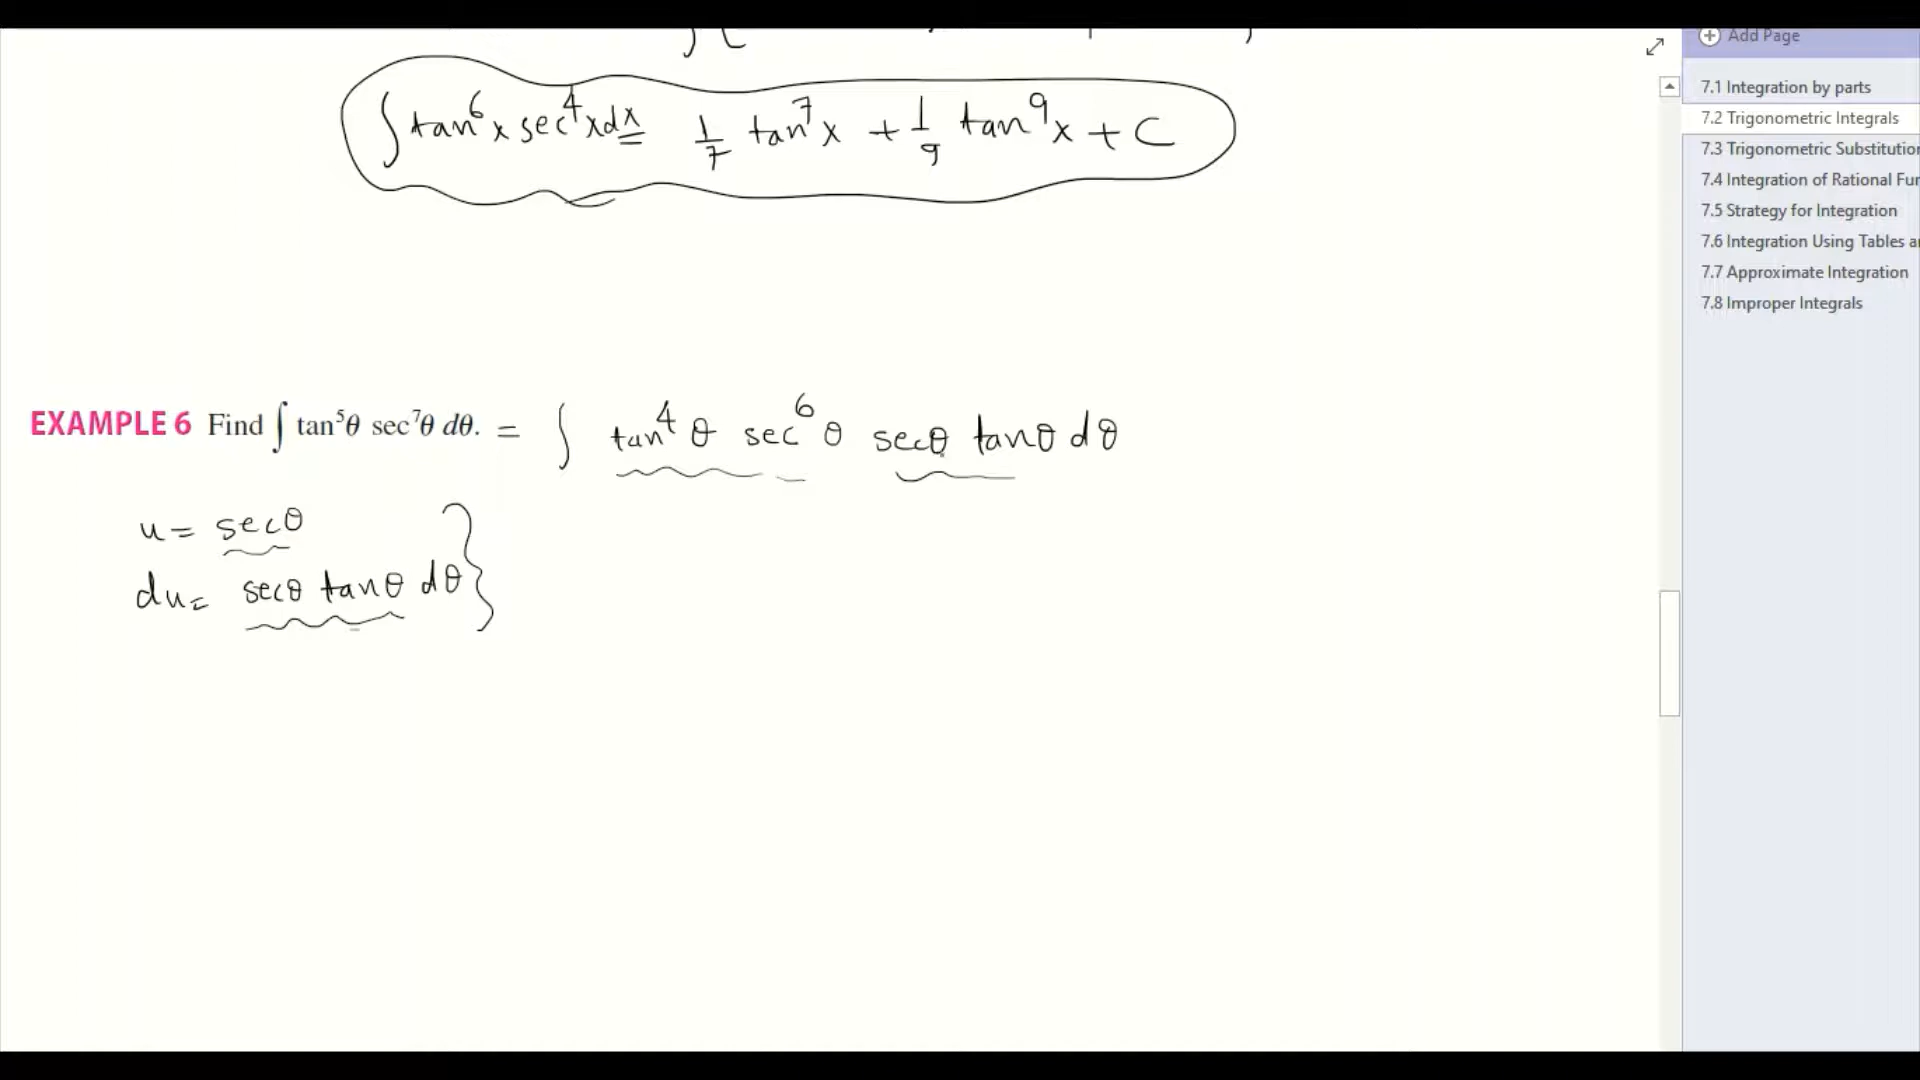 ∫ tan⁶x sec⁴x dx = 1/7 tan⁷x + 1/9 tan⁹x + C
EXAMPLE 6 Find ∫ tan⁵θ sec⁷θ dθ. = ∫ tan⁴θ sec⁶θ secθ tanθ dθ
u = secθ
du = secθ tanθ dθ
Add Page
7.1 Integration by parts
7.2 Trigonometric Integrals
7.3 Trigonometric Substitution
7.4 Integration of Rational Fun
7.5 Strategy for Integration
7.6 Integration Using Tables a
7.7 Approximate Integration
7.8 Improper Integrals